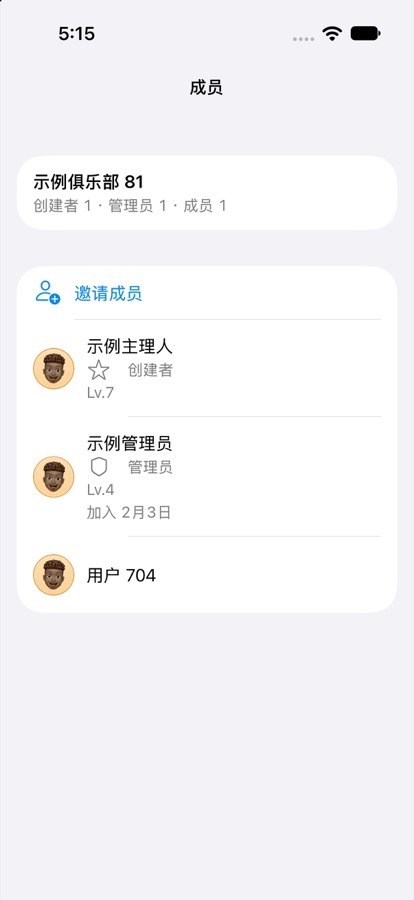 5:15
成员
示例俱乐部 81
创建者 1 · 管理员 1 · 成员 1
邀请成员
示例主理人
创建者
Lv.7
示例管理员
管理员
Lv.4
加入 2月3日
用户 704